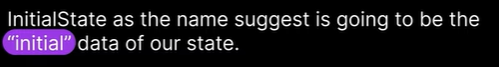 InitialState as the name suggest is going to be the
“initial” data of our state.